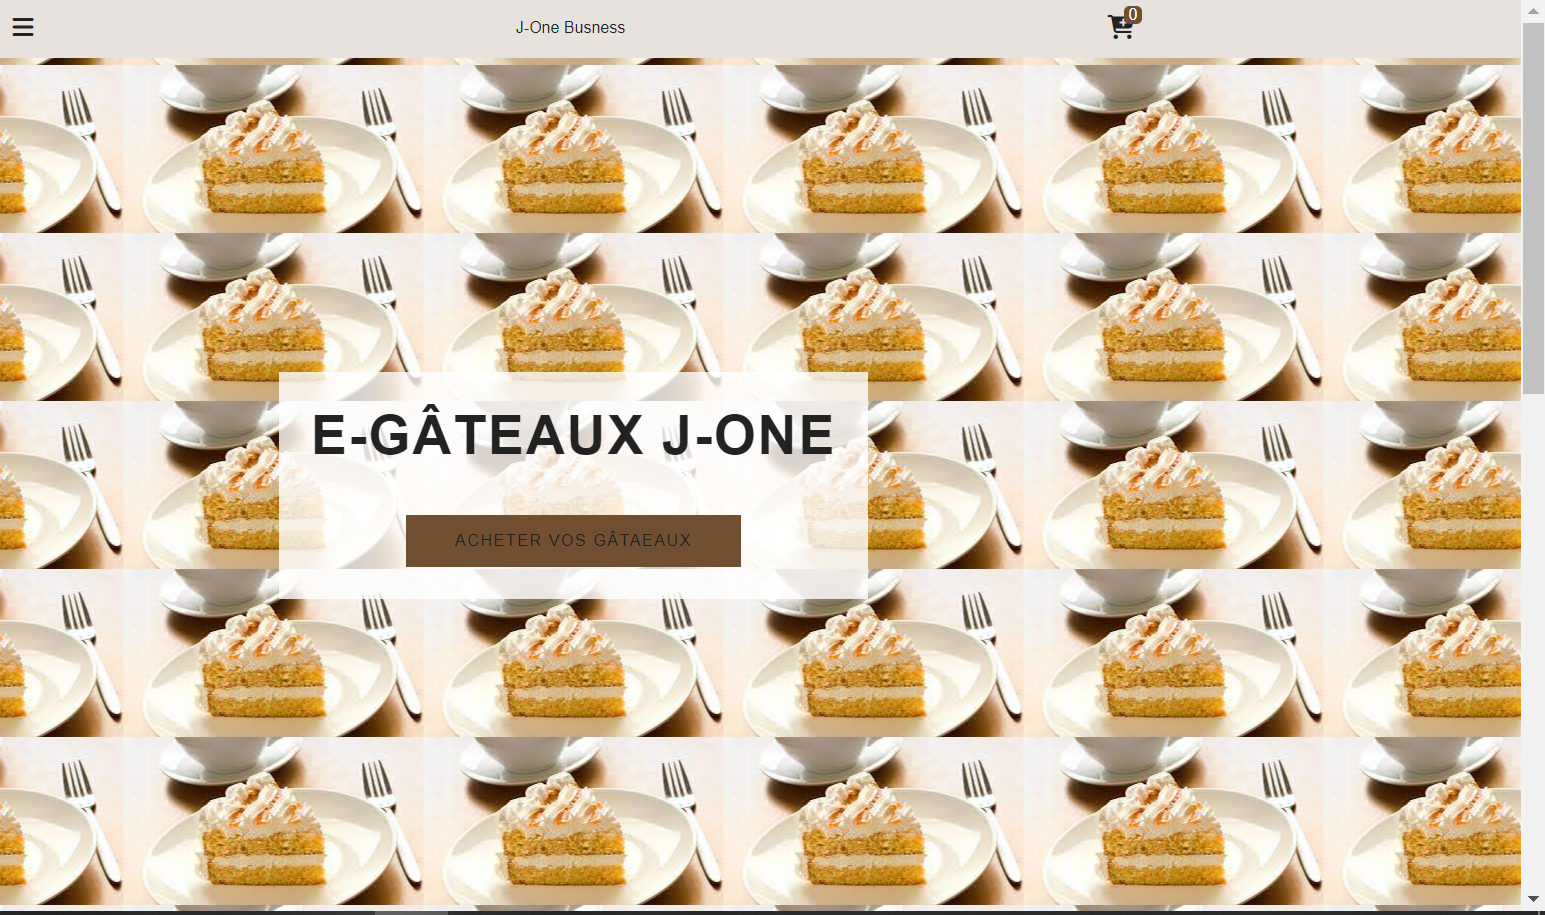 J-One Busness
0
E-GÂTEAUX J-ONE
ACHETER VOS GÂTAEAUX